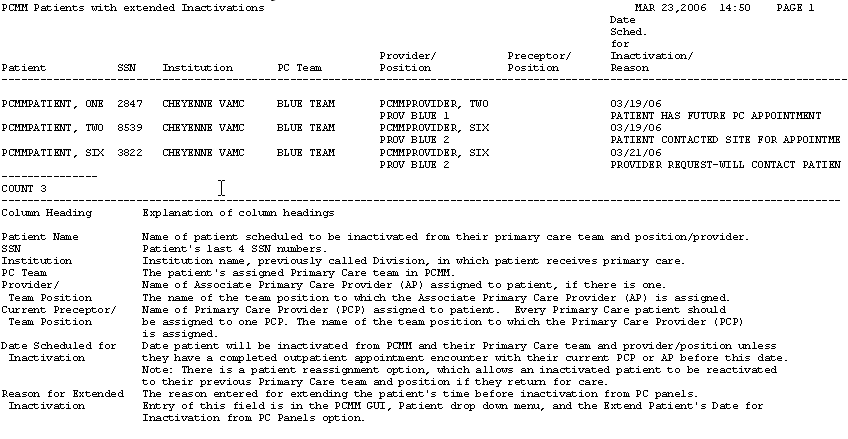 PCMM Patients with extended Inactivations MAR 23,2006 14:50 PAGE 1
Date
Sched.
for
Provider/ Preceptor/ Inactivation/
Patient SSN Institution PC Team Position Position Reason
PCMMPATIENT, ONE 2847 CHEYENNE VAMC BLUE TEAM PCMMPROVIDER, TWO 03/19/06
PROV BLUE 1 PATIENT HAS FUTURE PC APPOINTMENT
PCMMPATIENT, TWO 8539 CHEYENNE VAMC BLUE TEAM PCMMPROVIDER, SIX 03/19/06
PROV BLUE 2 PATIENT CONTACTED SITE FOR APPOINTME
PCMMPATIENT, SIX 3822 CHEYENNE VAMC BLUE TEAM PCMMPROVIDER, SIX 03/21/06
PROV BLUE 2 PROVIDER REQUEST-WILL CONTACT PATIEN
---------------
COUNT 3
Column Heading Explanation of column headings
Patient Name Name of patient scheduled to be inactivated from their primary care team and position/provider.
SSN Patient's last 4 SSN numbers.
Institution Institution name, previously called Division, in which patient receives primary care.
PC Team The patient's assigned Primary Care team in PCMM.
Provider/ Name of Associate Primary Care Provider (AP) assigned to patient, if there is one.
Team Position The name of the team position to which the Associate Primary Care Provider (AP) is assigned.
Current Preceptor/ Name of Primary Care Provider (PCP) assigned to patient. Every Primary Care patient should
Team Position be assigned to one PCP. The name of the team position to which the Primary Care Provider (PCP)
is assigned.
Date Scheduled for Date patient will be inactivated from PCMM and their Primary Care team and provider/position unless
Inactivation they have a completed outpatient appointment encounter with their current PCP or AP before this date.
Note: There is a patient reassignment option, which allows an inactivated patient to be reactivated
to their previous Primary Care team and position if they return for care.
Reason for Extended The reason entered for extending the patient's time before inactivation from PC panels.
Inactivation Entry of this field is in the PCMM GUI, Patient drop down menu, and the Extend Patient's Date for
Inactivation from PC Panels option.